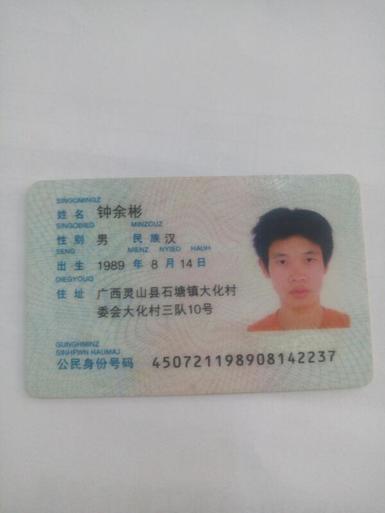 SINGQMINGZ
姓 名 钟余彬
SINGQBIED MINZCUZ
性 别 男 民 族 汉
SENG MIENZ NYIED HAUH
出 生 1989 年 8 月 14 日
DIEGYOUQ
住 址 广西灵山县石塘镇大化村
委会大化村三队10号
GUNGHMINZ
SINHFWN HAUMAJ
公民身份号码 450721198908142237